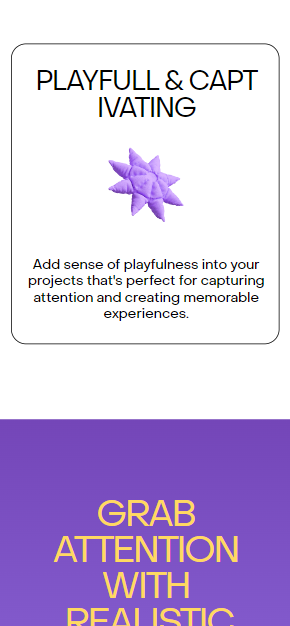 PLAYFULL & CAPT
IVATING
Add sense of playfulness into your
projects that's perfect for capturing
attention and creating memorable
experiences.
GRAB
ATTENTION
WITH
REALISTIC